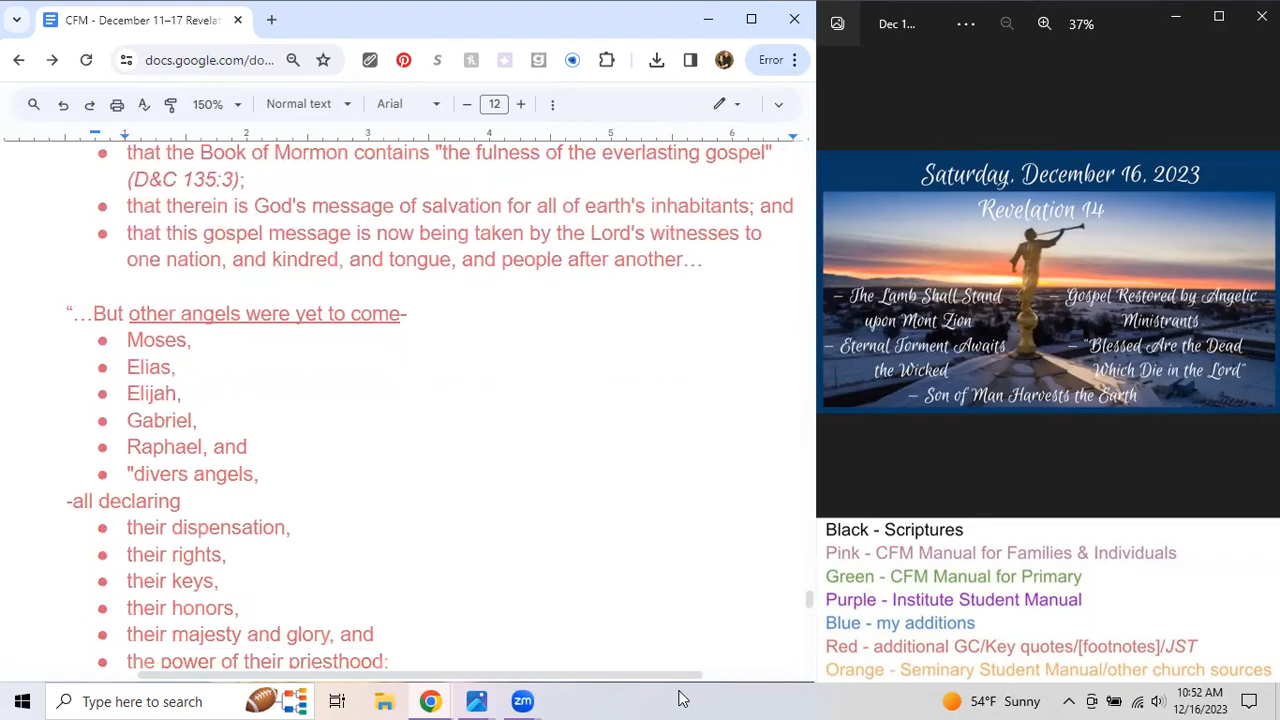 CFM - December 11–17 Revelat
docs.google.com/do...
Error
150%
Normal text
Arial
12
1
2
3
4
5
6
that the Book of Mormon contains "the fulness of the everlasting gospel"
(D&C 135:3);
that therein is God's message of salvation for all of earth's inhabitants; and
that this gospel message is now being taken by the Lord's witnesses to
one nation, and kindred, and tongue, and people after another…
“…But other angels were yet to come-
Moses,
Elias,
Elijah,
Gabriel,
Raphael, and
"divers angels,
-all declaring
their dispensation,
their rights,
their keys,
their honors,
their majesty and glory, and
the power of their priesthood:
Dec 1...
37%
Saturday, December 16, 2023
Revelation 14
– The Lamb Shall Stand
upon Mont Zion
– Eternal Torment Awaits
the Wicked
– Gospel Restored by Angelic
Ministrants
– "Blessed Are the Dead
Which Die in the Lord"
– Son of Man Harvests the Earth
Black - Scriptures
Pink - CFM Manual for Families & Individuals
Green - CFM Manual for Primary
Purple - Institute Student Manual
Blue - my additions
Red - additional GC/Key quotes/[footnotes]/JST
Orange - Seminary Student Manual/other church sources
Type here to search
zm
54°F Sunny
10:52 AM
12/16/2023